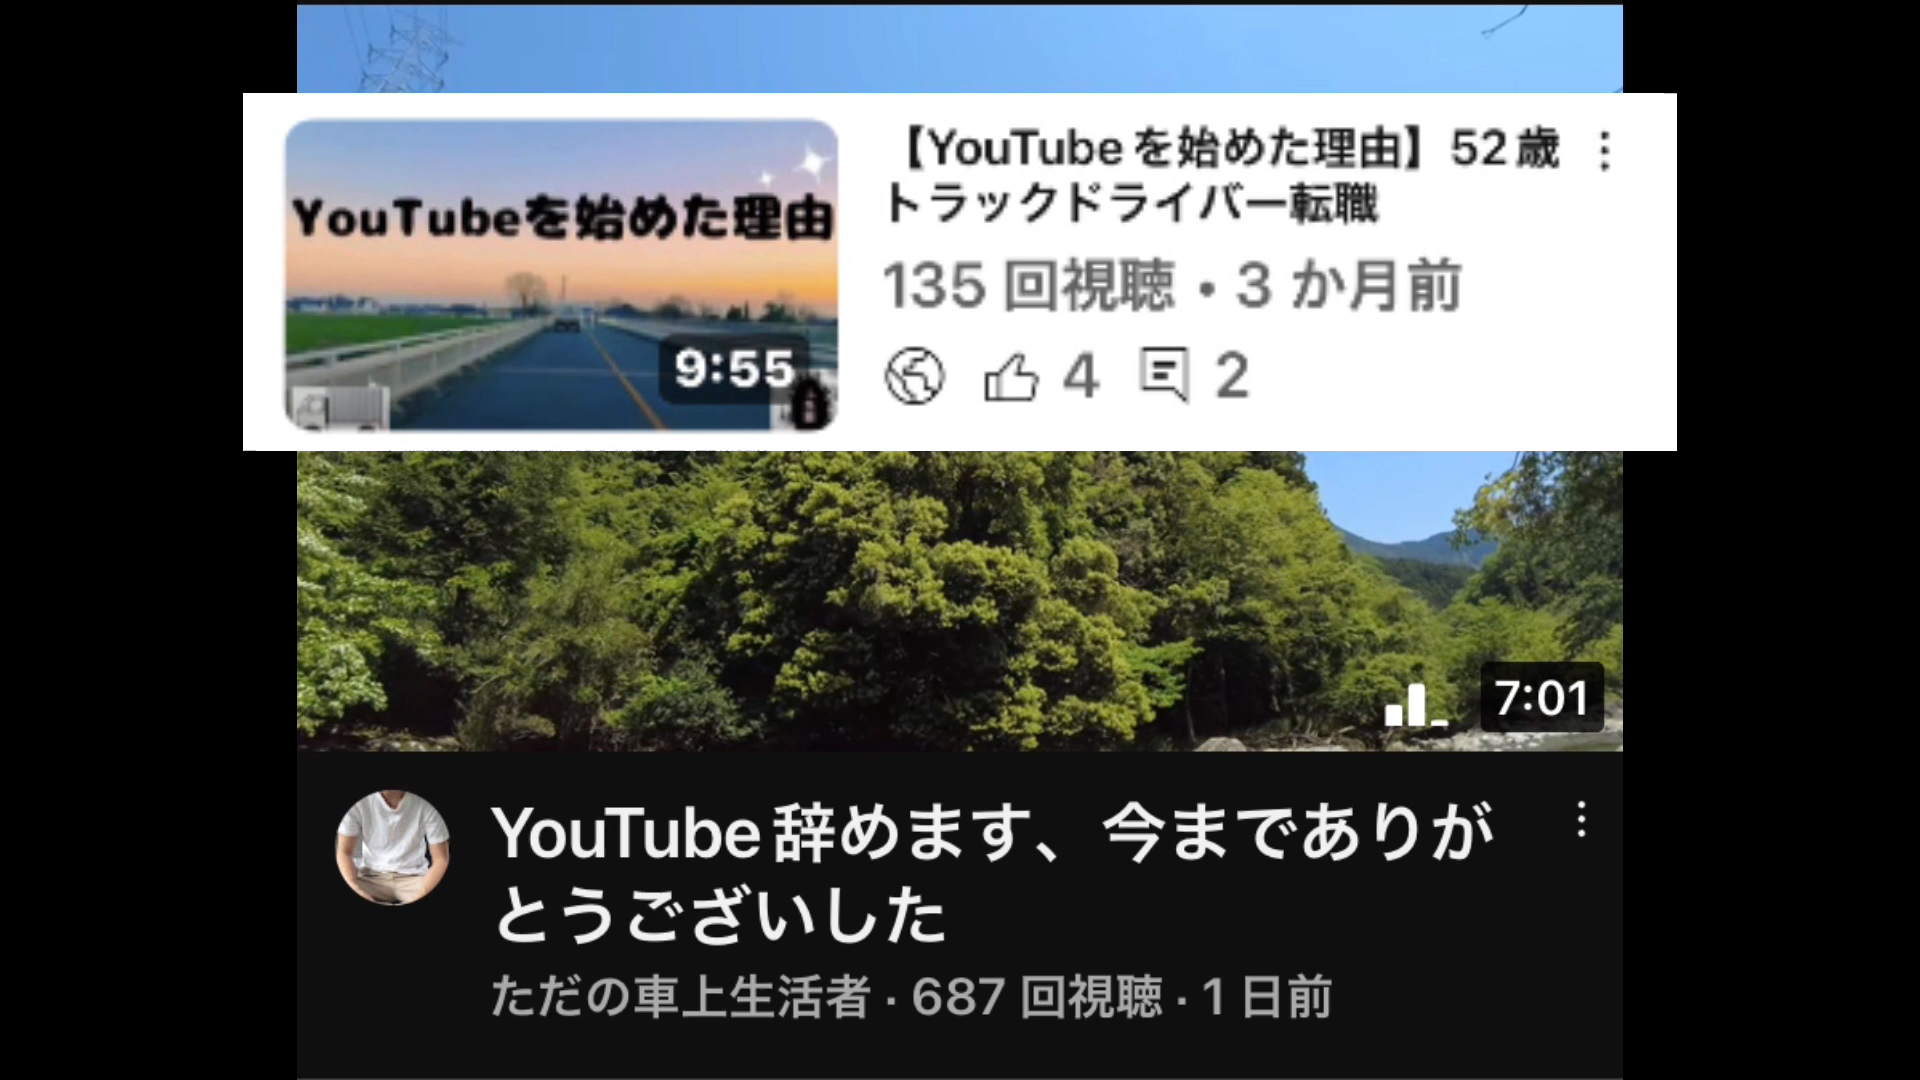 YouTubeを始めた理由
9:55
【YouTubeを始めた理由】52歳
トラックドライバー転職
135 回視聴・3 か月前
4 2
7:01
YouTube辞めます、今までありが
とうございした
ただの車上生活者・687 回視聴・1 日前